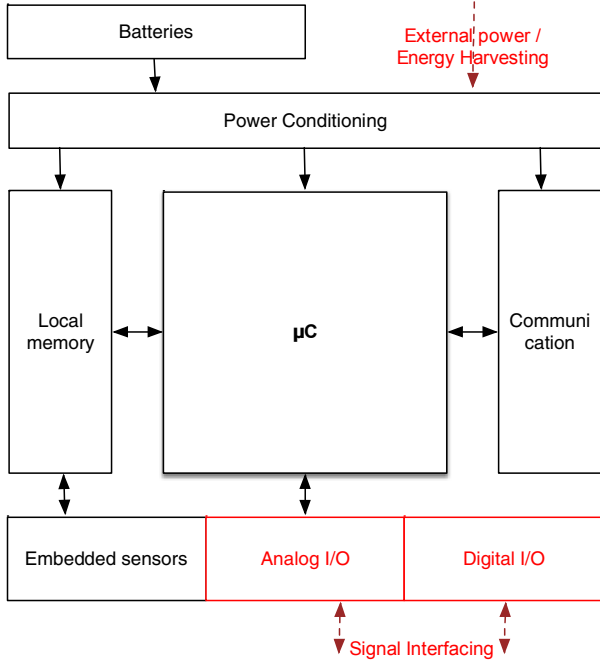 Batteries
External power /
Energy Harvesting
Power Conditioning
Local
memory
µC
Communi
cation
Embedded sensors
Analog I/O
Digital I/O
Signal Interfacing